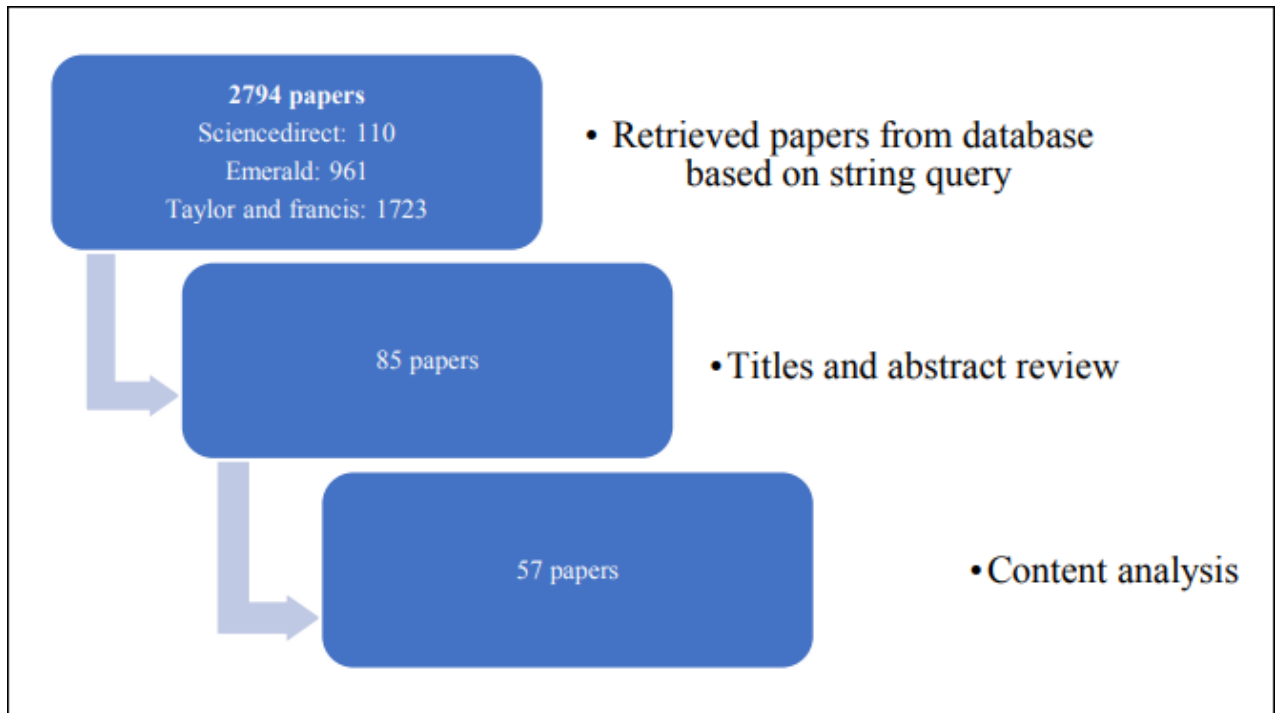 2794 papers
Sciencedirect: 110
Emerald: 961
Taylor and francis: 1723
• Retrieved papers from database
based on string query
85 papers
• Titles and abstract review
57 papers
• Content analysis